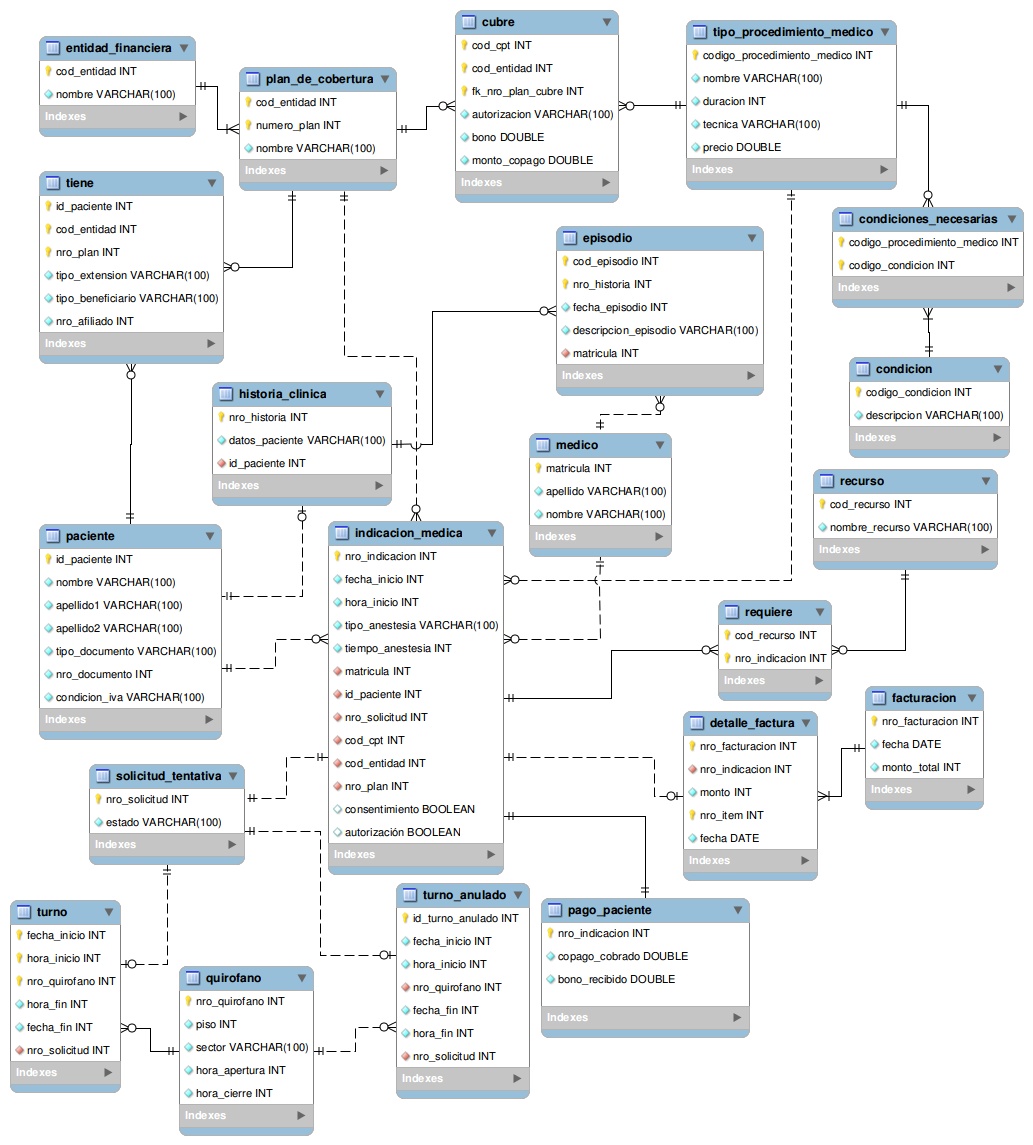 entidad_financiera
cod_entidad INT
nombre VARCHAR(100)
Indexes
plan_de_cobertura
cod_entidad INT
numero_plan INT
nombre VARCHAR(100)
Indexes
cubre
cod_cpt INT
cod_entidad INT
fk_nro_plan_cubre INT
autorizacion VARCHAR(100)
bono DOUBLE
monto_copago DOUBLE
Indexes
tipo_procedimiento_medico
codigo_procedimiento_medico INT
nombre VARCHAR(100)
duracion INT
tecnica VARCHAR(100)
precio DOUBLE
Indexes
tiene
id_paciente INT
cod_entidad INT
nro_plan INT
tipo_extension VARCHAR(100)
tipo_beneficiario VARCHAR(100)
nro_afiliado INT
Indexes
episodio
cod_episodio INT
nro_historia INT
fecha_episodio INT
descripcion_episodio VARCHAR(100)
matricula INT
Indexes
condiciones_necesarias
codigo_procedimiento_medico INT
codigo_condicion INT
Indexes
condicion
codigo_condicion INT
descripcion VARCHAR(100)
Indexes
historia_clinica
nro_historia INT
datos_paciente VARCHAR(100)
id_paciente INT
Indexes
medico
matricula INT
apellido VARCHAR(100)
nombre VARCHAR(100)
Indexes
recurso
cod_recurso INT
nombre_recurso VARCHAR(100)
Indexes
paciente
id_paciente INT
nombre VARCHAR(100)
apellido1 VARCHAR(100)
apellido2 VARCHAR(100)
tipo_documento VARCHAR(100)
nro_documento INT
condicion_iva VARCHAR(100)
Indexes
indicacion_medica
nro_indicacion INT
fecha_inicio INT
hora_inicio INT
tipo_anestesia VARCHAR(100)
tiempo_anestesia INT
matricula INT
id_paciente INT
nro_solicitud INT
cod_cpt INT
cod_entidad INT
nro_plan INT
consentimiento BOOLEAN
autorización BOOLEAN
Indexes
requiere
cod_recurso INT
nro_indicacion INT
Indexes
facturacion
nro_facturacion INT
fecha DATE
monto_total INT
Indexes
detalle_factura
nro_facturacion INT
nro_indicacion INT
monto INT
nro_item INT
fecha DATE
Indexes
solicitud_tentativa
nro_solicitud INT
estado VARCHAR(100)
Indexes
turno
fecha_inicio INT
hora_inicio INT
nro_quirofano INT
hora_fin INT
fecha_fin INT
nro_solicitud INT
Indexes
quirofano
nro_quirofano INT
piso INT
sector VARCHAR(100)
hora_apertura INT
hora_cierre INT
Indexes
turno_anulado
id_turno_anulado INT
fecha_inicio INT
hora_inicio INT
nro_quirofano INT
fecha_fin INT
hora_fin INT
nro_solicitud INT
Indexes
pago_paciente
nro_indicacion INT
copago_cobrado DOUBLE
bono_recibido DOUBLE
Indexes